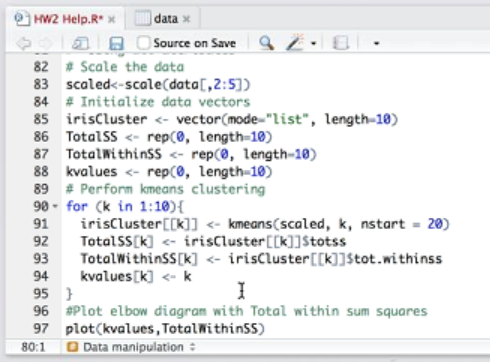 HW2 Help.R* × data ×
Source on Save
82 # Scale the data
83 scaled<-scale(data[,2:5])
84 # Initialize data vectors
85 irisCluster <- vector(mode="list", length=10)
86 TotalSS <- rep(0, length=10)
87 TotalWithinSS <- rep(0, length=10)
88 kvalues <- rep(0, length=10)
89 # Perform kmeans clustering
90 for (k in 1:10){
91 irisCluster[[k]] <- kmeans(scaled, k, nstart = 20)
92 TotalSS[k] <- irisCluster[[k]]$totss
93 TotalWithinSS[k] <- irisCluster[[k]]$tot.withinss
94 kvalues[k] <- k
95 }
96 #Plot elbow diagram with Total within sum squares
97 plot(kvalues,TotalWithinSS)
80:1 Data manipulation